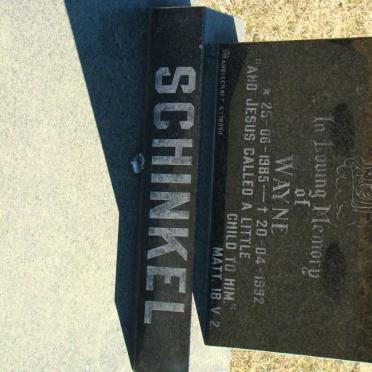 In Loving Memory
of
WAYNE
* 25-06-1985 — † 20-04-1992
"AND JESUS CALLED A LITTLE
CHILD TO HIM."
MATT. 18 V 2
SCHINKEL